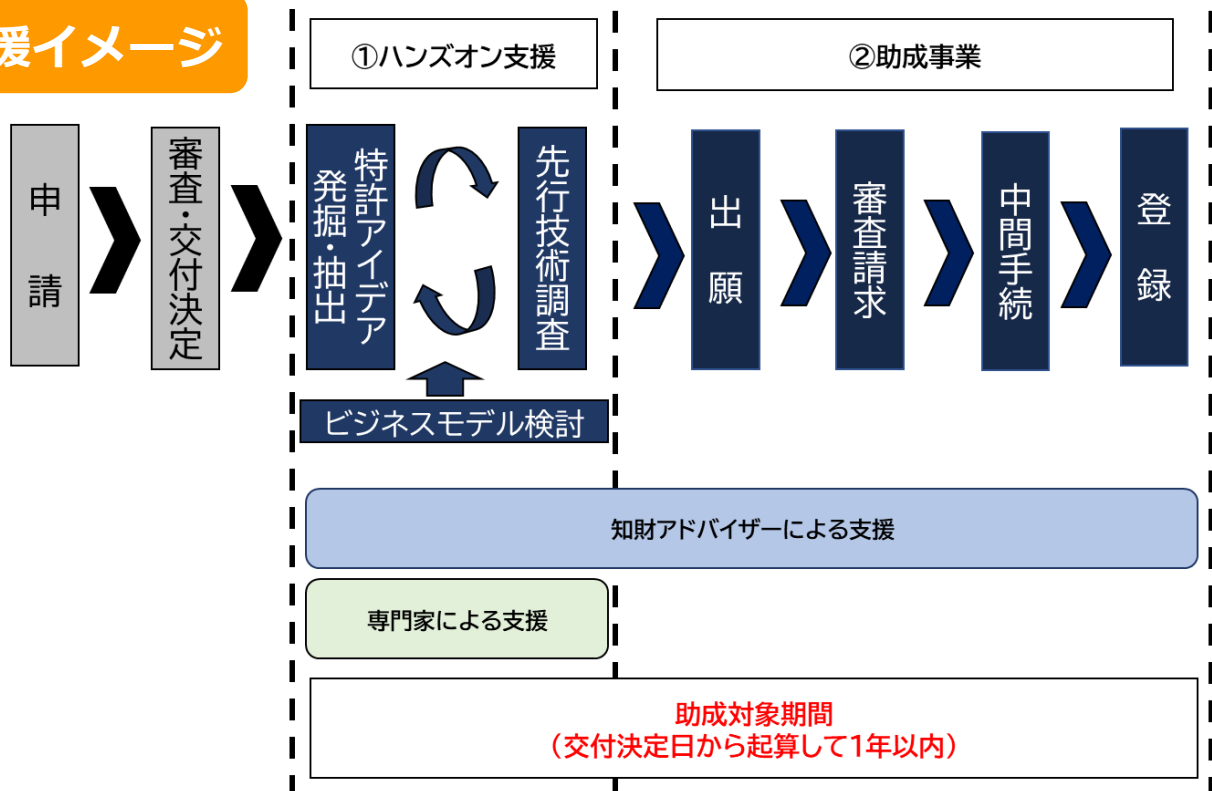 援イメージ
①ハンズオン支援
②助成事業
申請
審査・交付決定
特許アイデア
発掘・抽出
先行技術調査
出願
審査請求
中間手続
登録
ビジネスモデル検討
知財アドバイザーによる支援
専門家による支援
助成対象期間
（交付決定日から起算して1年以内）